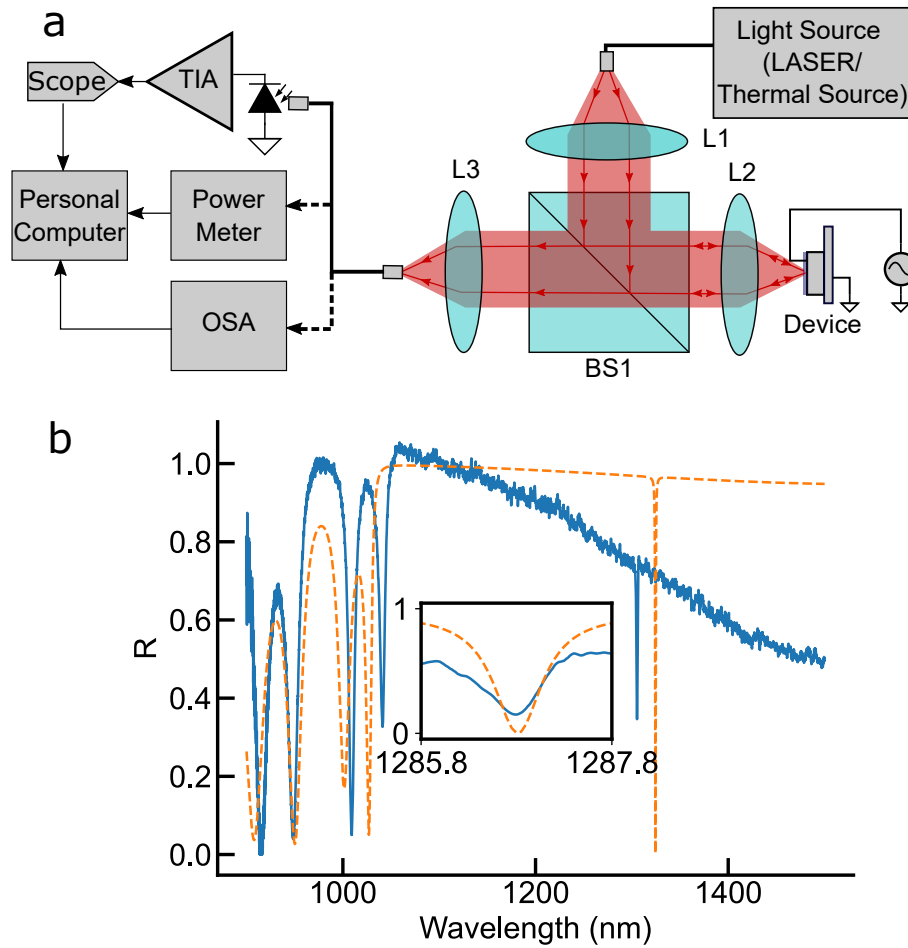 a
Scope
TIA
Light Source
(LASER/
Thermal Source)
L1
L3
L2
Personal
Computer
Power
Meter
OSA
BS1
Device
b
R
1.0
0.8
0.6
0.4
0.2
0.0
1
0
1285.8
1287.8
1000
1200
1400
Wavelength (nm)